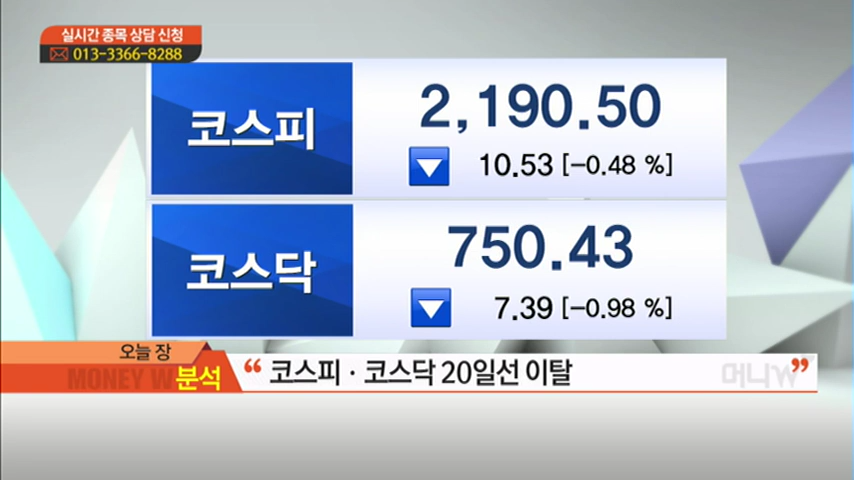 실시간 종목 상담 신청
013-3366-8288
코스피
2,190.50
▼ 10.53 [-0.48 %]
코스닥
750.43
▼ 7.39 [-0.98 %]
오늘 장
MONEY W 분석
“ 코스피 · 코스닥 20일선 이탈 ”
머니W